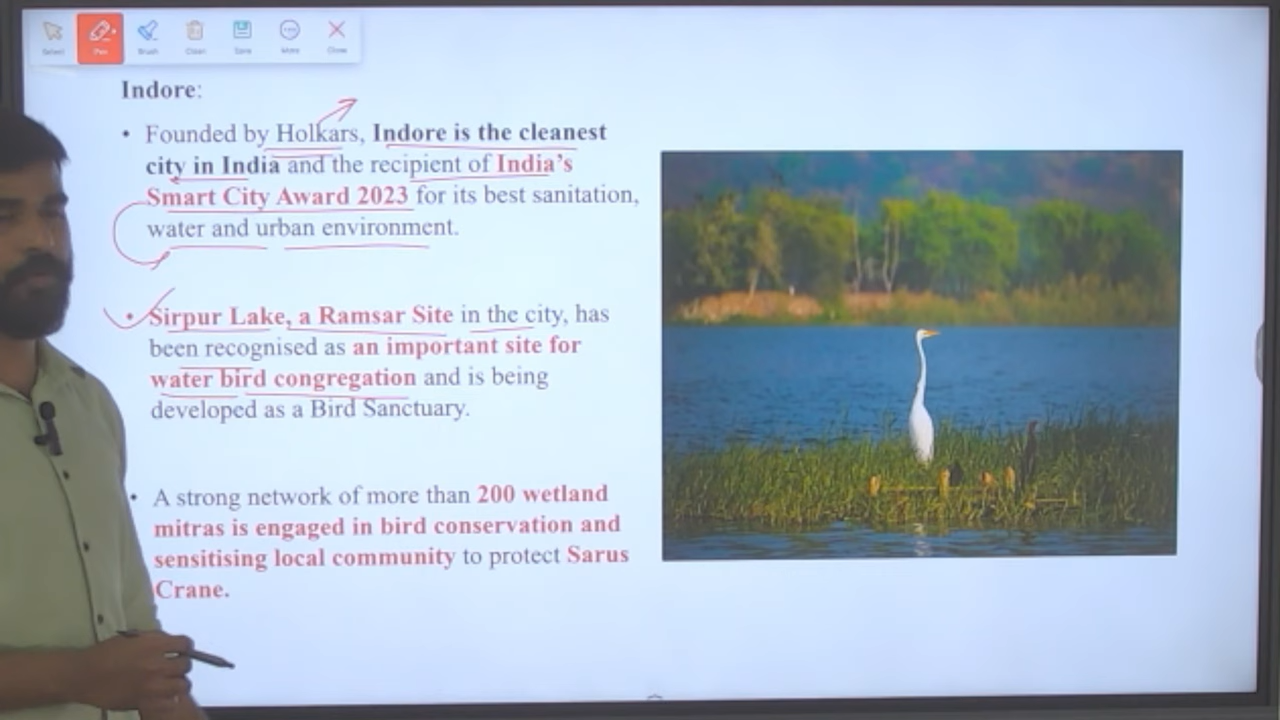 Select
Pen
Brush
Clean
Save
More
Close
Indore:
• Founded by Holkars, Indore is the cleanest
city in India and the recipient of India's
Smart City Award 2023 for its best sanitation,
water and urban environment.
• Sirpur Lake, a Ramsar Site in the city, has
been recognised as an important site for
water bird congregation and is being
developed as a Bird Sanctuary.
• A strong network of more than 200 wetland
mitras is engaged in bird conservation and
sensitising local community to protect Sarus
Crane.